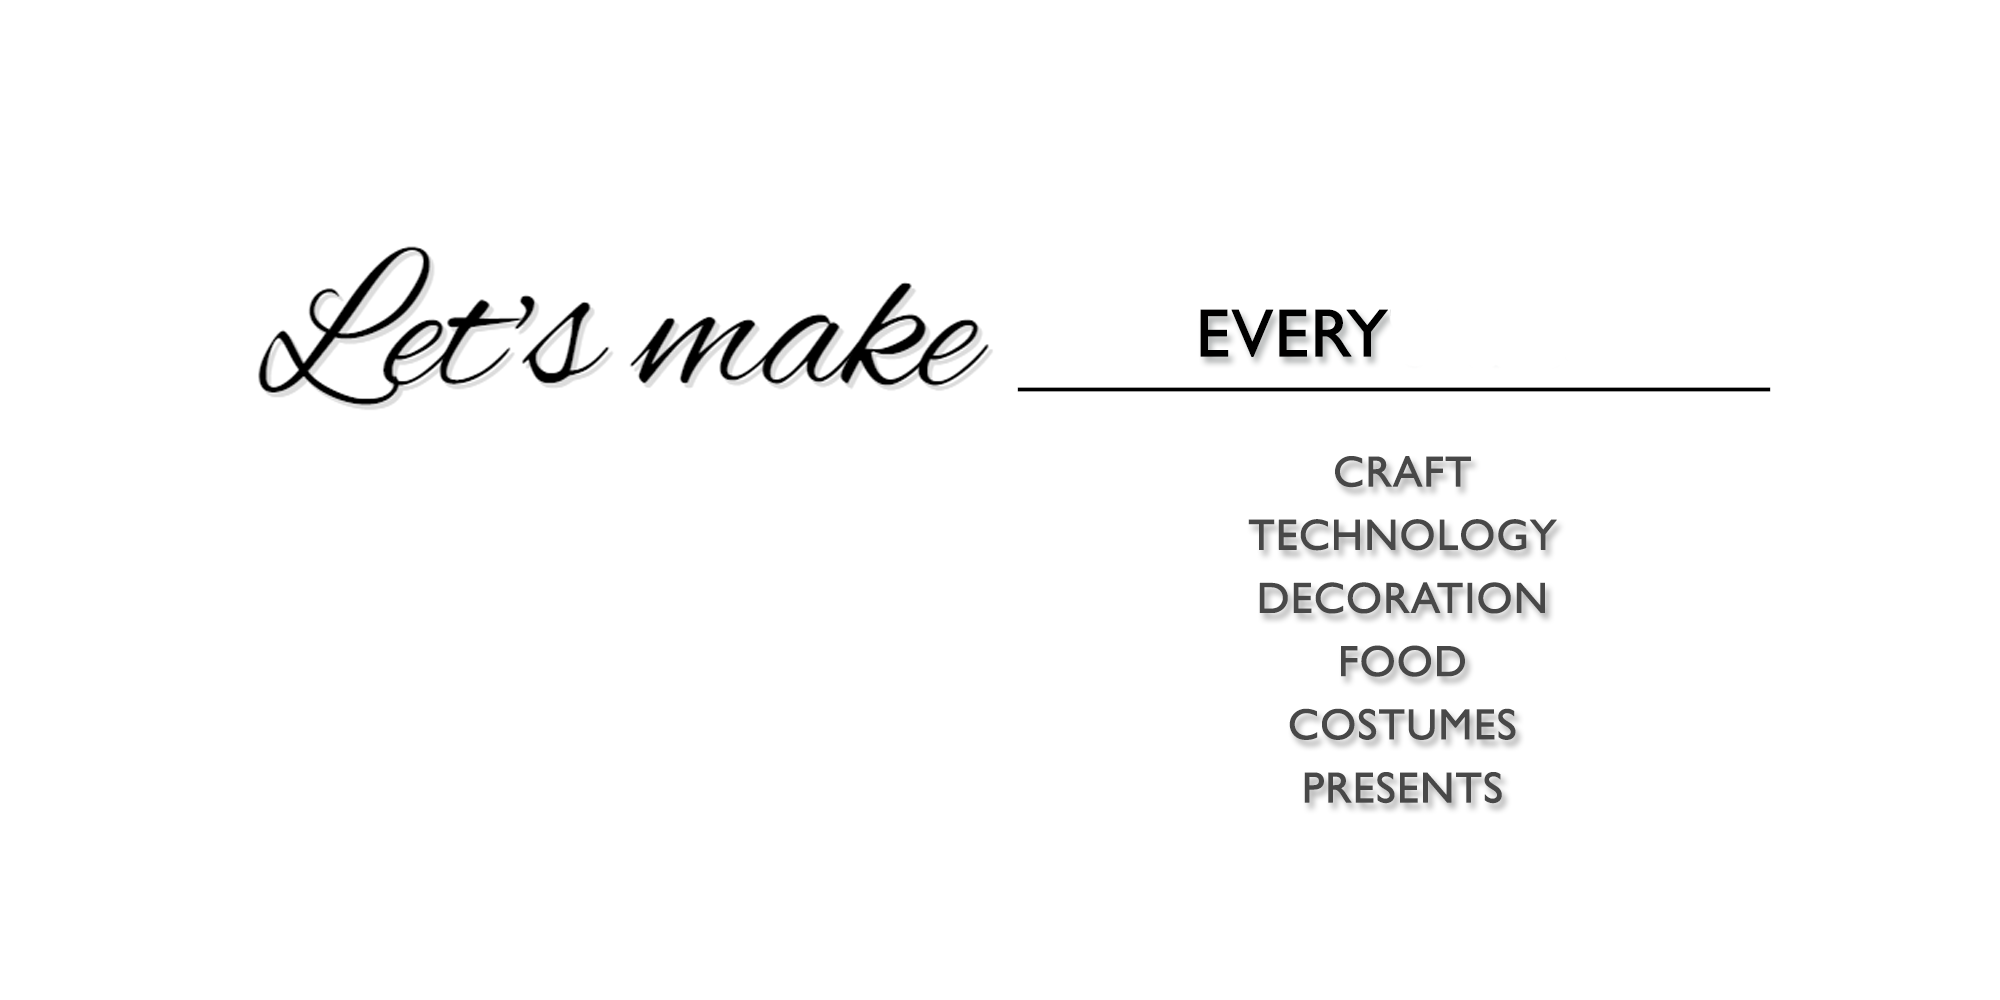 Let's make EVERY
CRAFT
TECHNOLOGY
DECORATION
FOOD
COSTUMES
PRESENTS